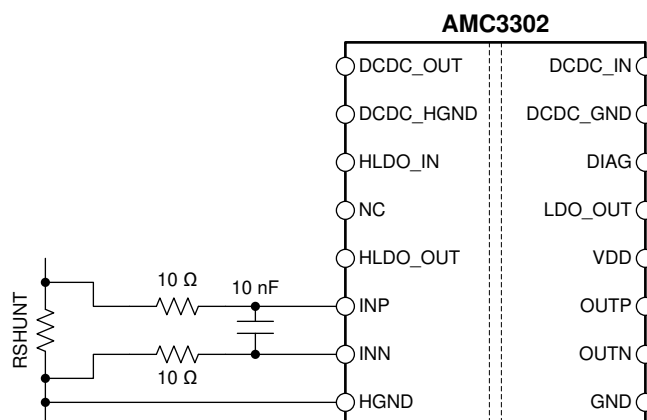 AMC3302
DCDC_OUT
DCDC_IN
DCDC_HGND
DCDC_GND
HLDO_IN
DIAG
NC
LDO_OUT
HLDO_OUT
VDD
10 Ω
10 nF
INP
OUTP
RSHUNT
INN
OUTN
10 Ω
HGND
GND